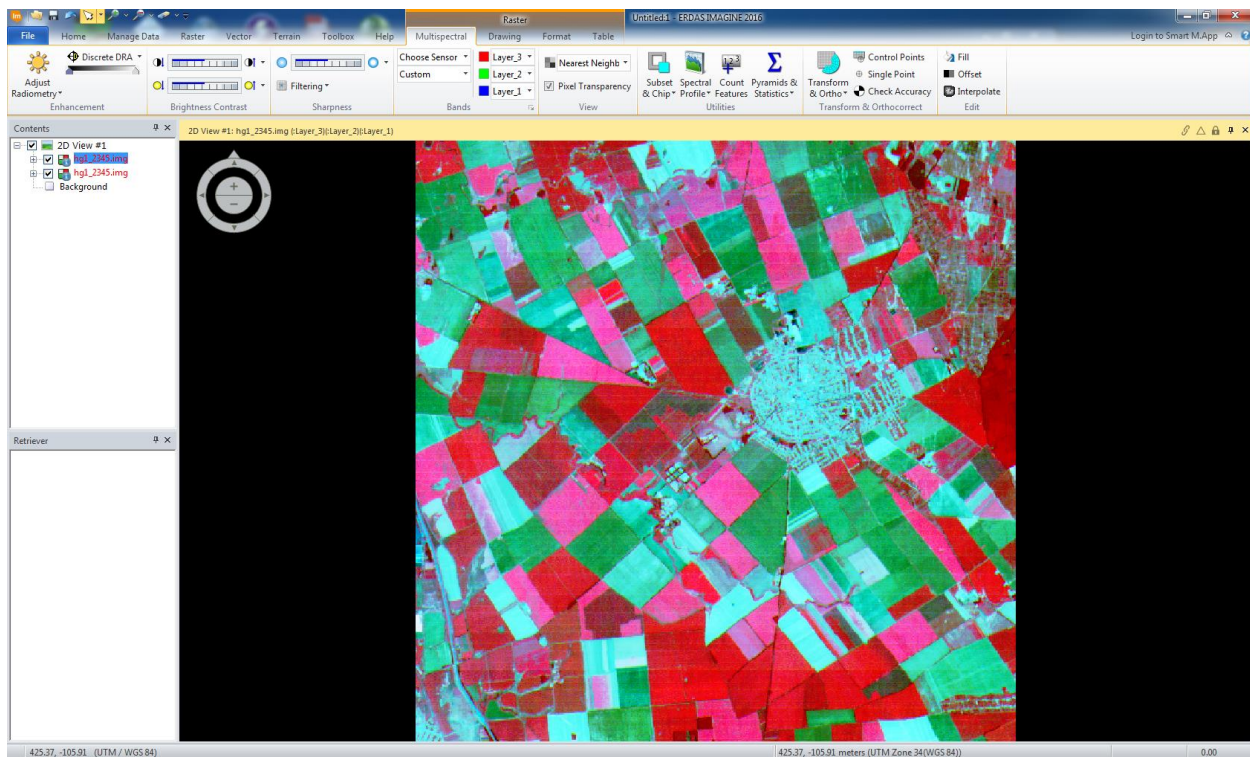 Raster
Untitled:1 - ERDAS IMAGINE 2016
File Home Manage Data Raster Vector Terrain Toolbox Help Multispectral Drawing Format Table Login to Smart M.App
Discrete DRA
Adjust
Radiometry
Enhancement
Brightness Contrast
Filtering
Sharpness
Choose Sensor
Custom
Layer_3
Layer_2
Layer_1
Bands
Nearest Neighb
Pixel Transparency
View
Subset
& Chip
Spectral
Profile
Count
Features
Pyramids &
Statistics
Utilities
Transform
& Ortho
Control Points
Single Point
Check Accuracy
Transform & Orthocorrect
Fill
Offset
Interpolate
Edit
Contents
2D View #1
hg1_2345.img
hg1_2345.img
Background
Retriever
2D View #1: hg1_2345.img (:Layer_3)(:Layer_2)(:Layer_1)
425.37, -105.91 (UTM / WGS 84)
425.37, -105.91 meters (UTM Zone 34(WGS 84))
0.00